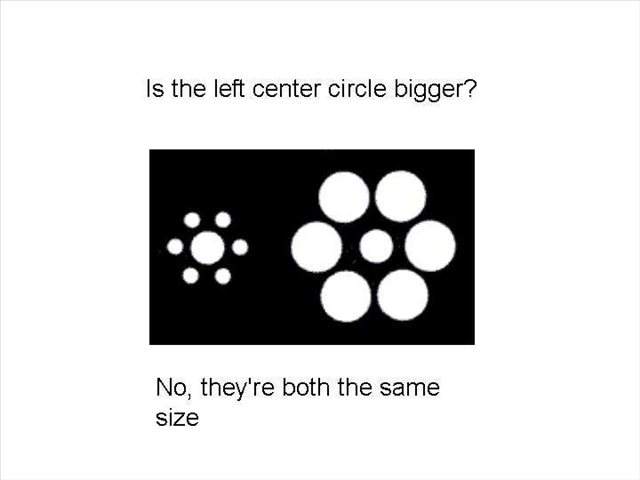 Is the left center circle bigger?
No, they're both the same
size